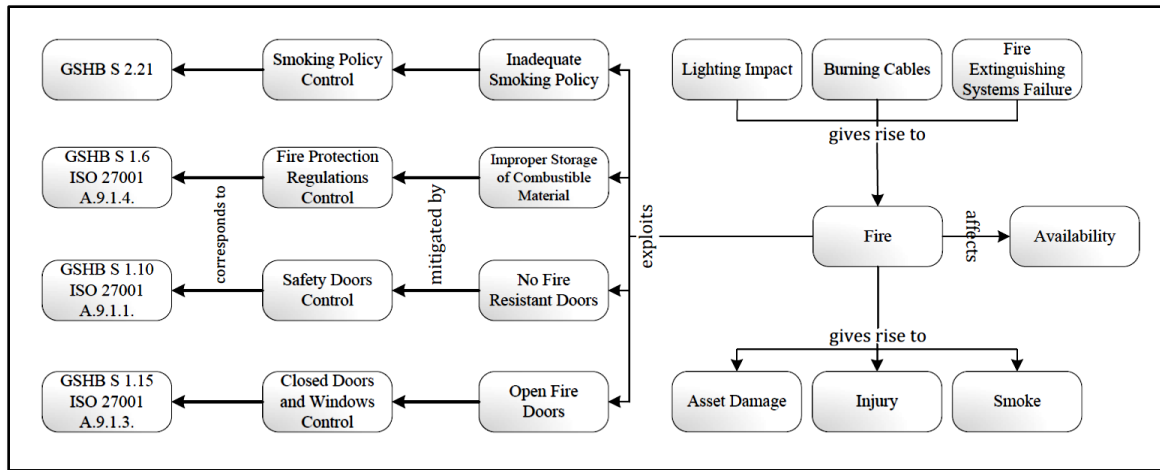 GSHB S 2.21
Smoking Policy
Control
Inadequate
Smoking Policy
Lighting Impact
Burning Cables
Fire
Extinguishing
Systems Failure
gives rise to
GSHB S 1.6
ISO 27001
A.9.1.4.
Fire Protection
Regulations
Control
Improper Storage
of Combustible
Material
corresponds to
mitigated by
exploits
Fire
affects
Availability
GSHB S 1.10
ISO 27001
A.9.1.1.
Safety Doors
Control
No Fire
Resistant Doors
gives rise to
GSHB S 1.15
ISO 27001
A.9.1.3.
Closed Doors
and Windows
Control
Open Fire
Doors
Asset Damage
Injury
Smoke